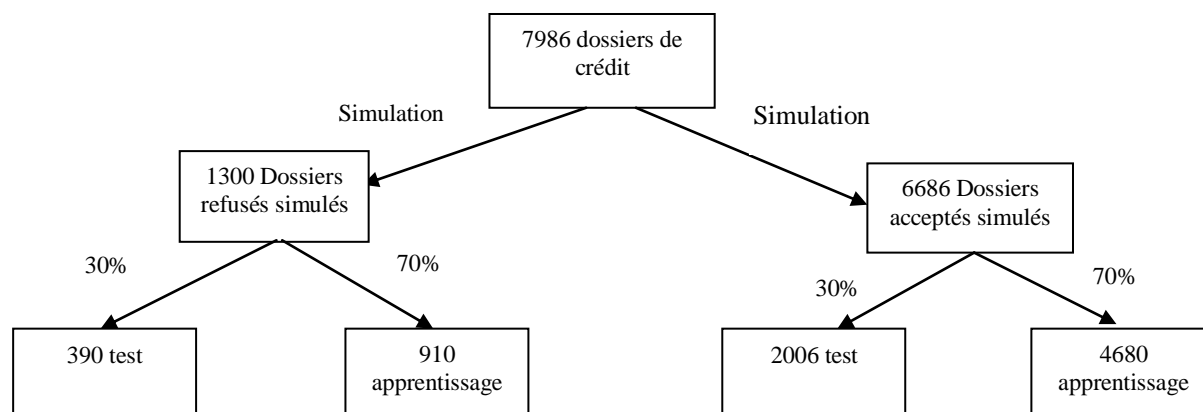 7986 dossiers de
crédit
Simulation
Simulation
1300 Dossiers
refusés simulés
6686 Dossiers
acceptés simulés
30%
70%
30%
70%
390 test
910
apprentissage
2006 test
4680
apprentissage